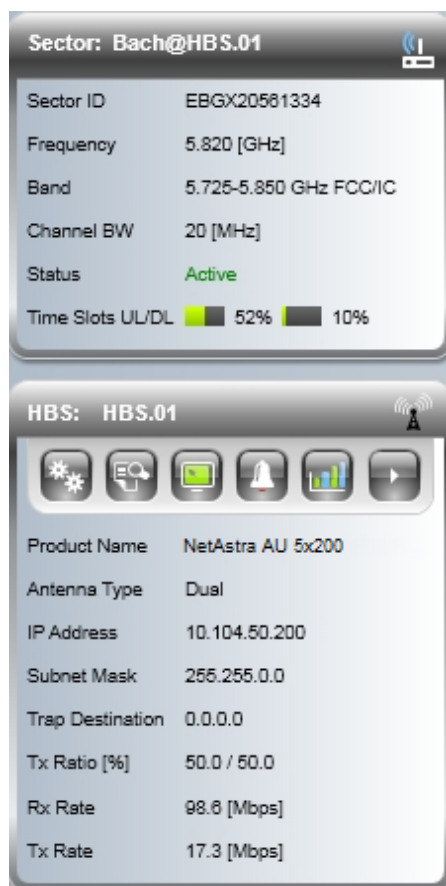 Sector: Bach@HBS.01
Sector ID EBGX20561334
Frequency 5.820 [GHz]
Band 5.725-5.850 GHz FCC/IC
Channel BW 20 [MHz]
Status Active
Time Slots UL/DL 52% 10%
HBS: HBS.01
Product Name NetAstra AU 5x200
Antenna Type Dual
IP Address 10.104.50.200
Subnet Mask 255.255.0.0
Trap Destination 0.0.0.0
Tx Ratio [%] 50.0 / 50.0
Rx Rate 98.6 [Mbps]
Tx Rate 17.3 [Mbps]